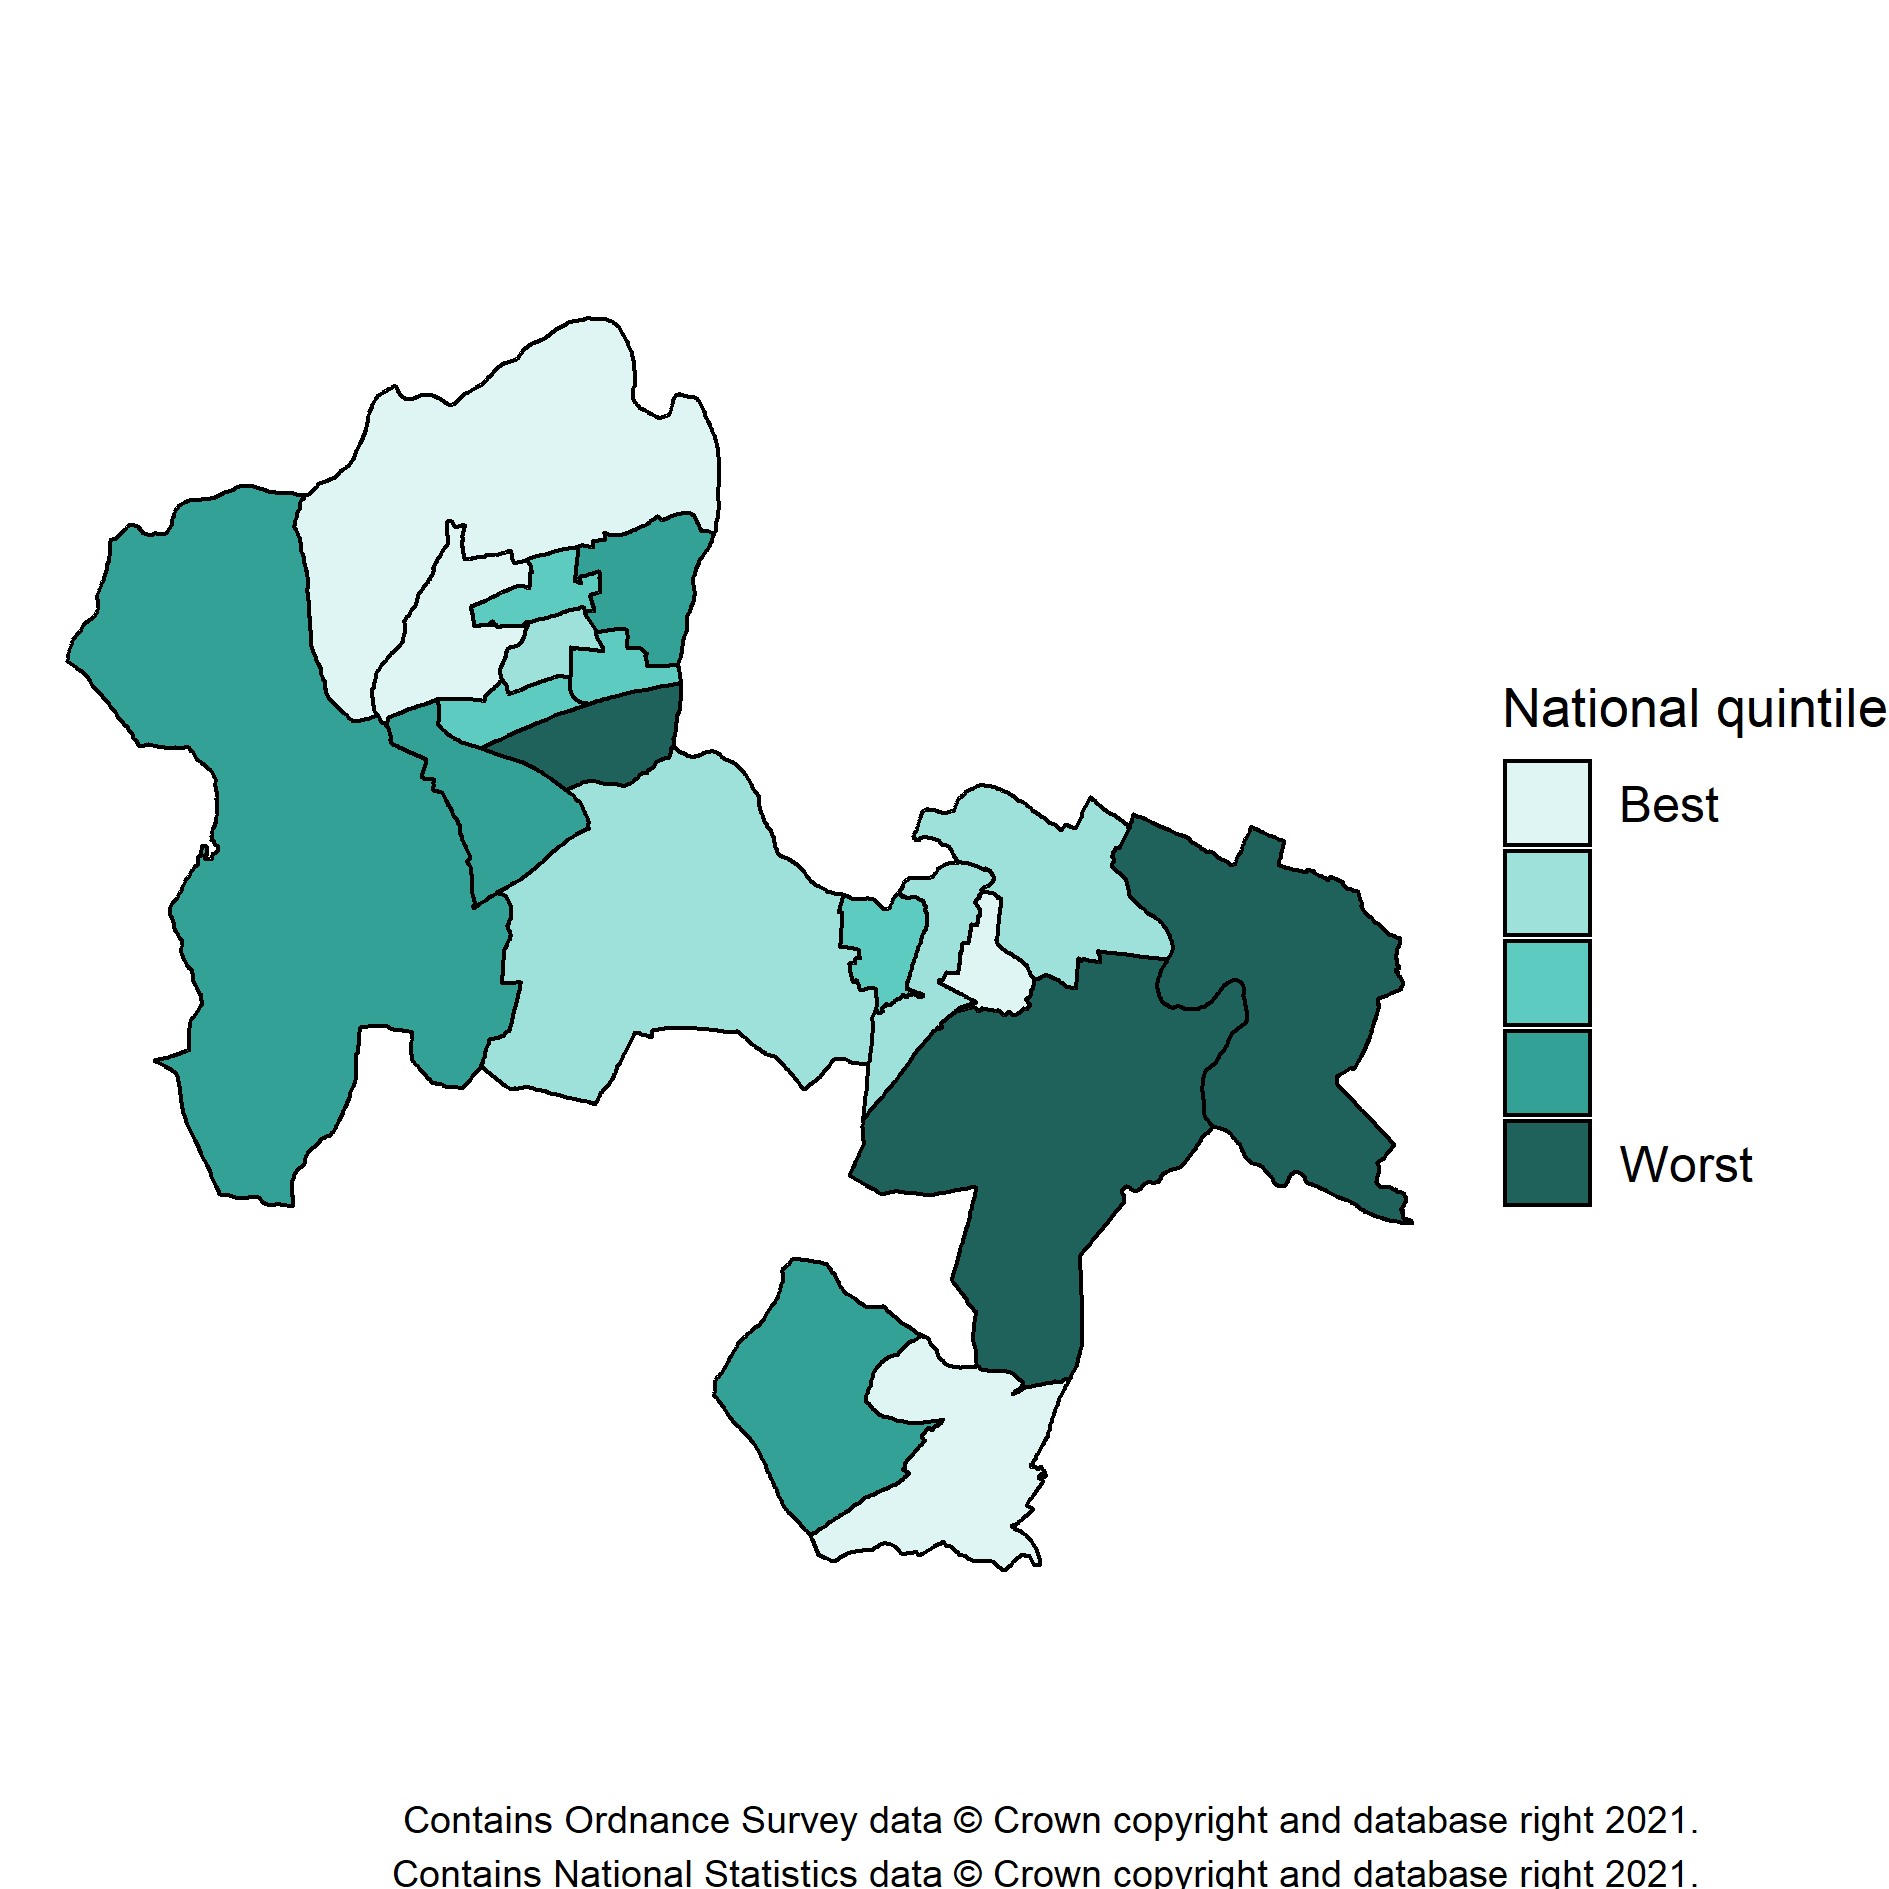 National quintile
Best
Worst
Contains Ordnance Survey data © Crown copyright and database right 2021.
Contains National Statistics data © Crown copyright and database right 2021.